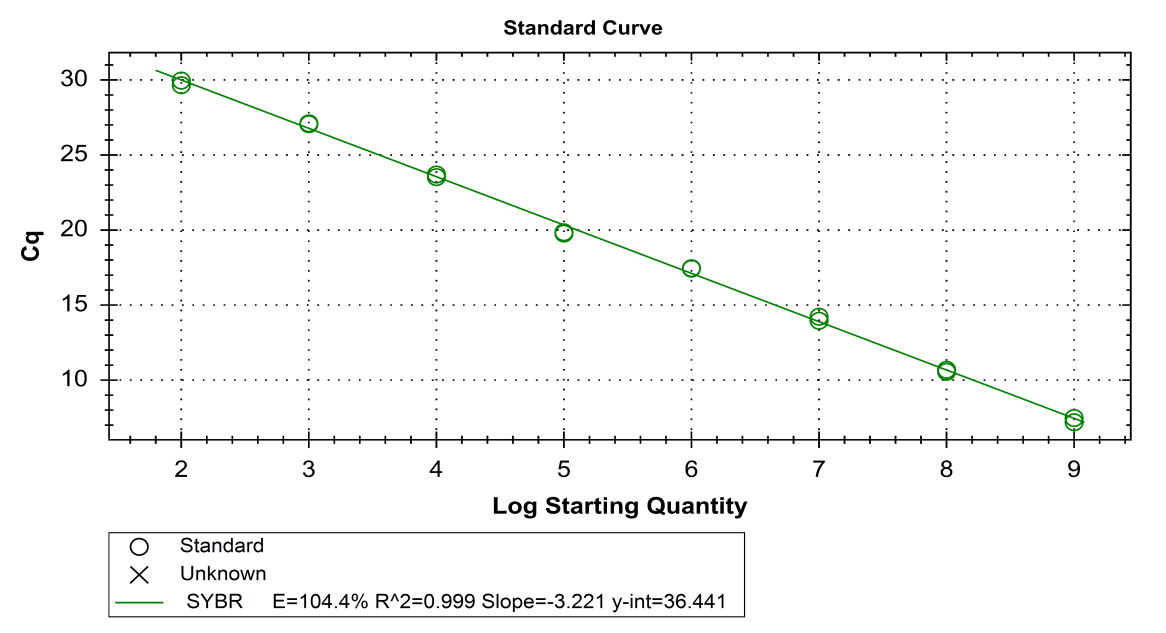 Standard Curve
30
25
20
15
10
Cq
2 3 4 5 6 7 8 9
Log Starting Quantity
Standard
Unknown
SYBR E=104.4% R^2=0.999 Slope=-3.221 y-int=36.441